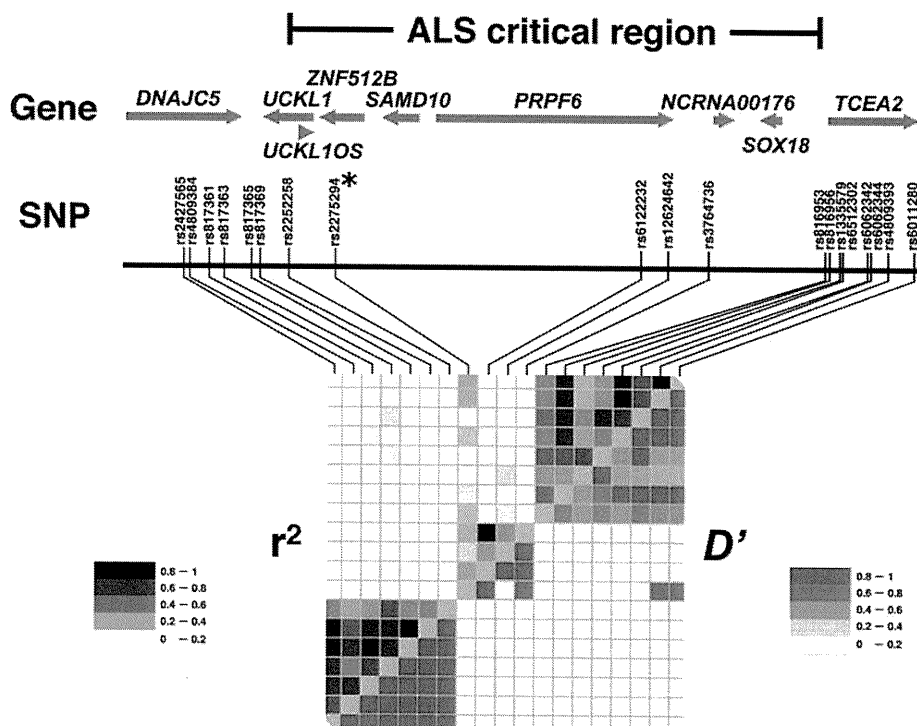 ALS critical region
ZNF512B
DNAJC5 UCKL1 SAMD10 PRPF6 NCRNA00176 TCEA2
Gene
UCKL1OS SOX18
SNP
rs2427565
rs4809384
rs817361
rs817363
rs817365
rs817369
rs2252258
rs2275294
*
rs6122232
rs12624642
rs3764736
rs816953
rs816956
rs1335579
rs6512302
rs6062342
rs6062344
rs4809393
rs6011280
r²
D'
0.8 – 1
0.6 – 0.8
0.4 – 0.6
0.2 – 0.4
0 – 0.2
0.8 – 1
0.6 – 0.8
0.4 – 0.6
0.2 – 0.4
0 – 0.2